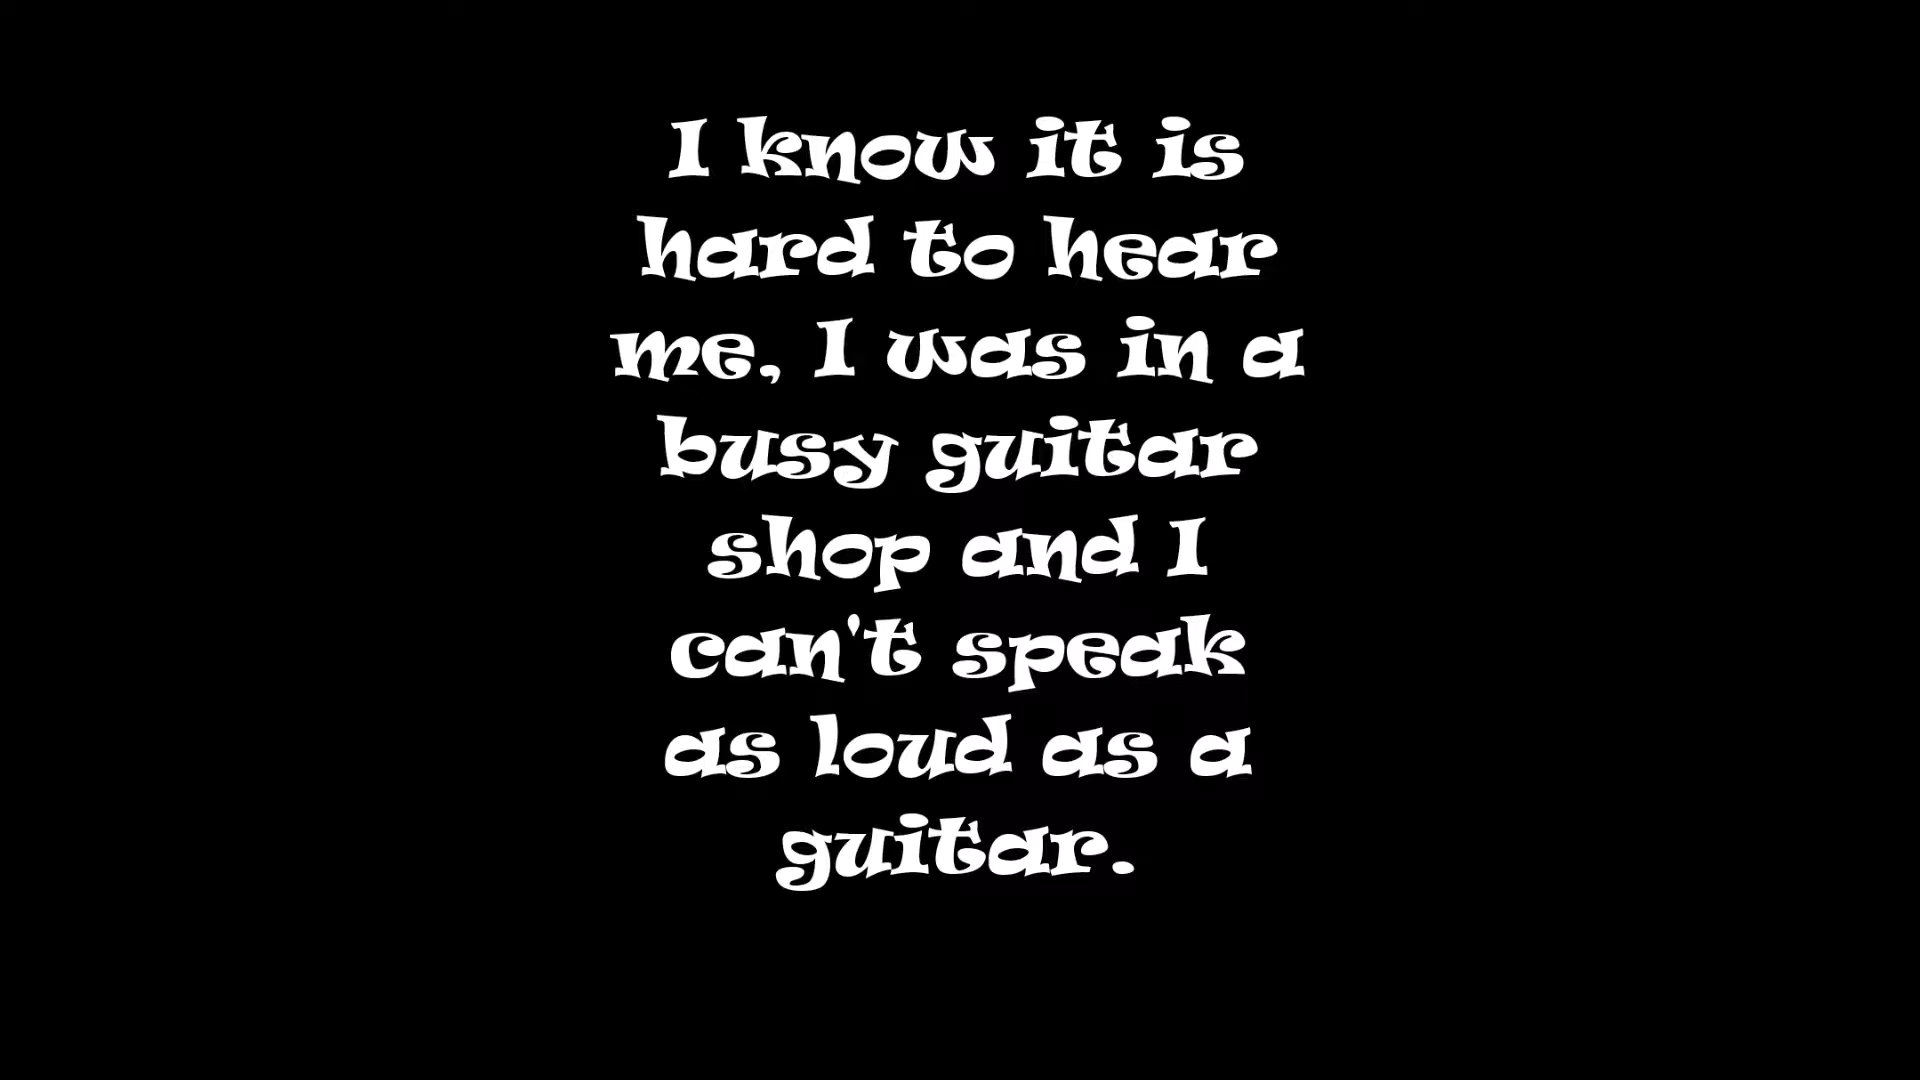 I know it is
hard to hear
me, I was in a
busy guitar
shop and I
can't speak
as loud as a
guitar.